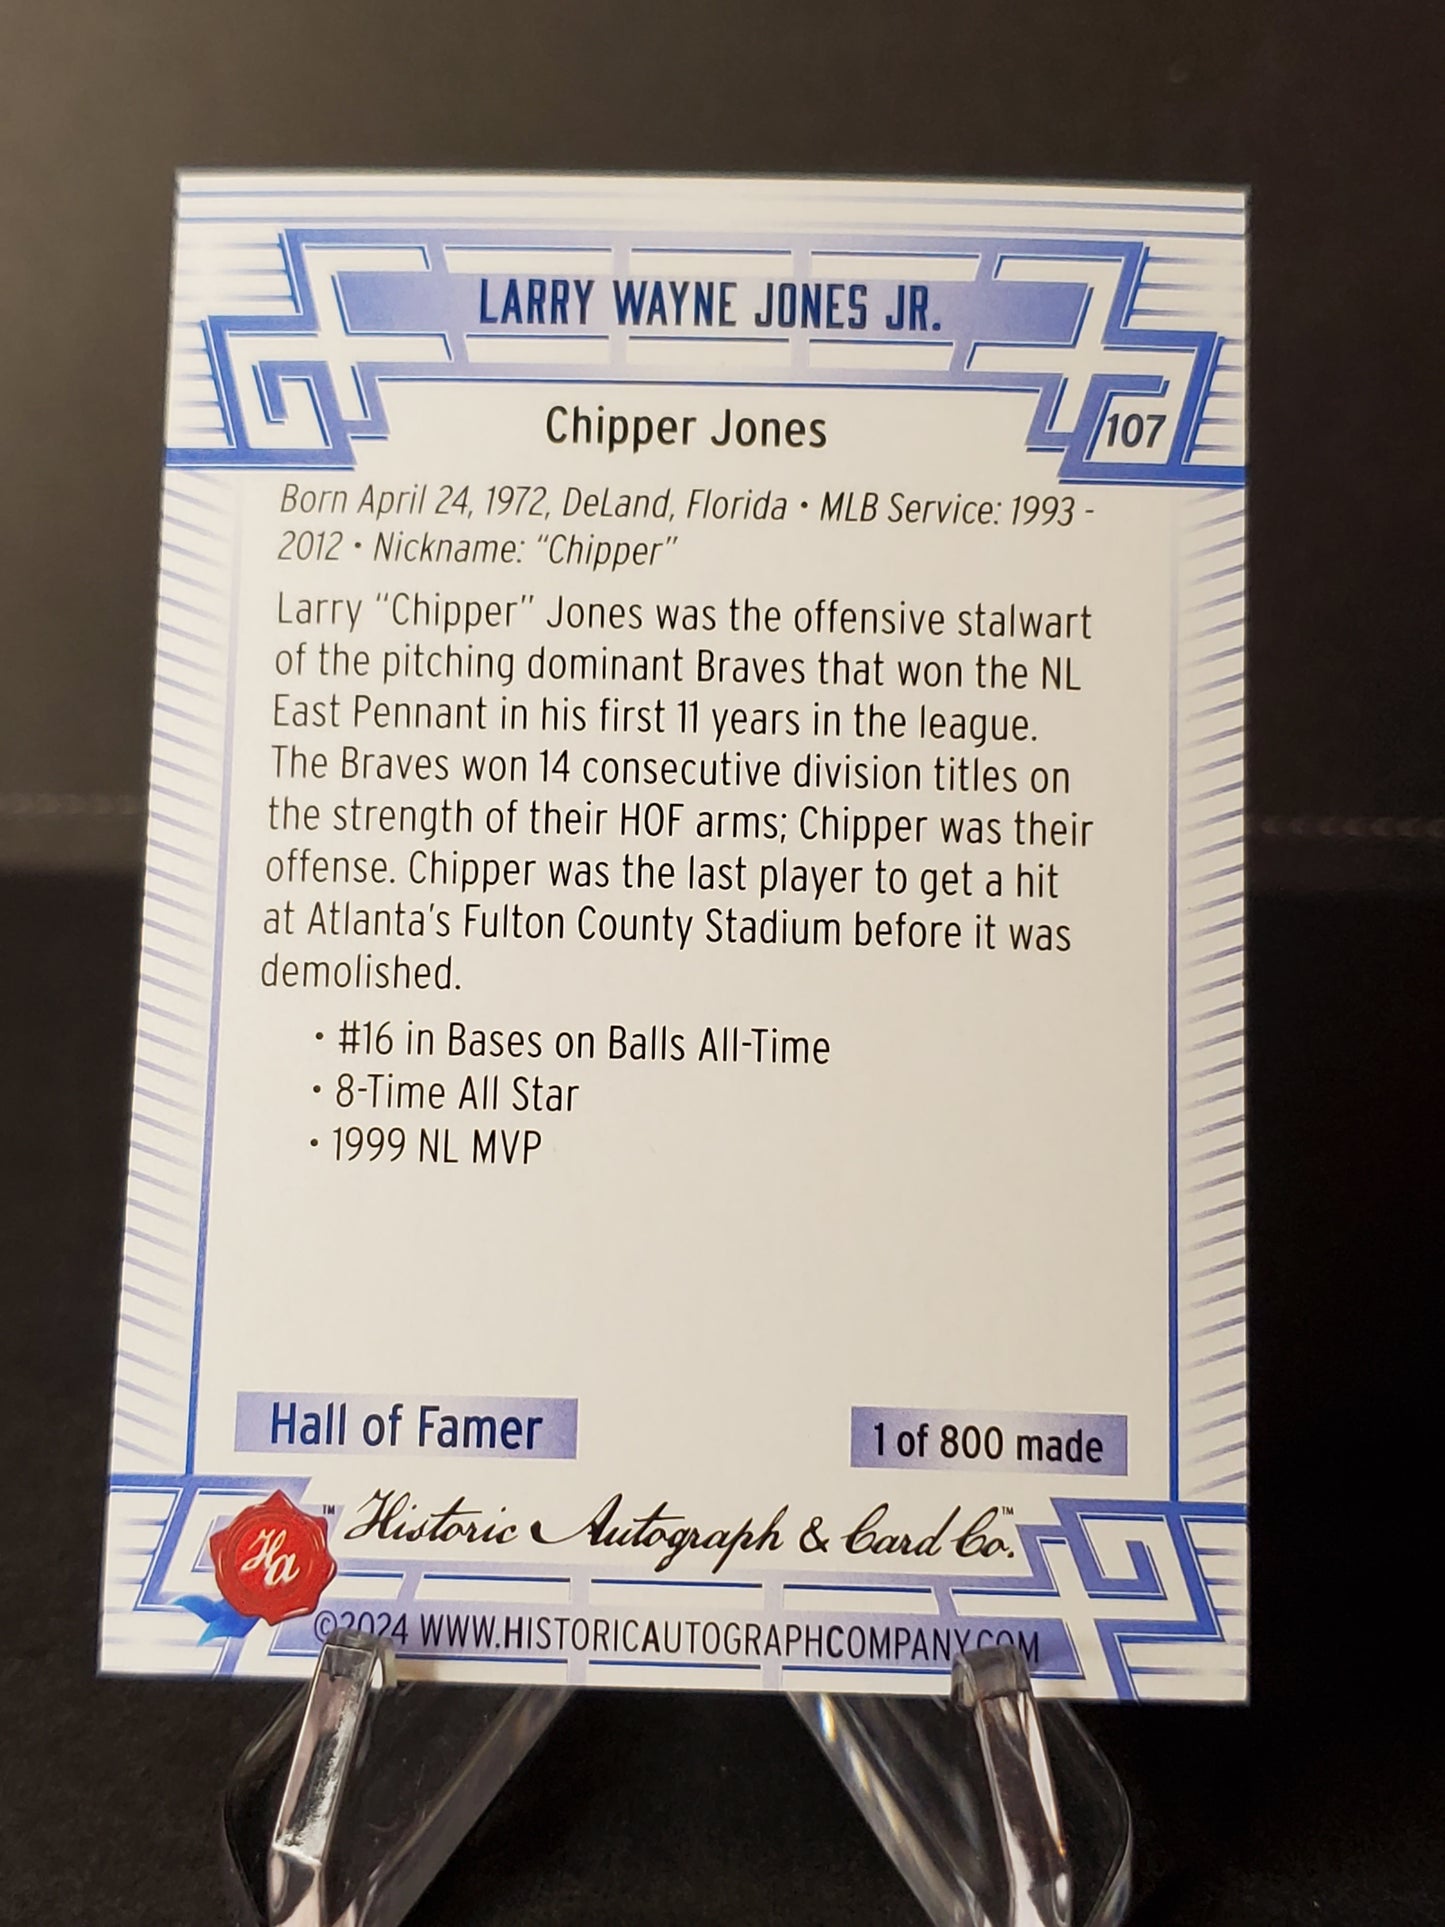 LARRY WAYNE JONES JR.
Chipper Jones
107
Born April 24, 1972, DeLand, Florida • MLB Service: 1993 -
2012 • Nickname: “Chipper”
Larry “Chipper” Jones was the offensive stalwart
of the pitching dominant Braves that won the NL
East Pennant in his first 11 years in the league.
The Braves won 14 consecutive division titles on
the strength of their HOF arms; Chipper was their
offense. Chipper was the last player to get a hit
at Atlanta's Fulton County Stadium before it was
demolished.
• #16 in Bases on Balls All-Time
• 8-Time All Star
• 1999 NL MVP
Hall of Famer
1 of 800 made
Ha ™ Historic Autograph & Card Co.™
©2024 WWW.HISTORICAUTOGRAPHCOMPANY.COM